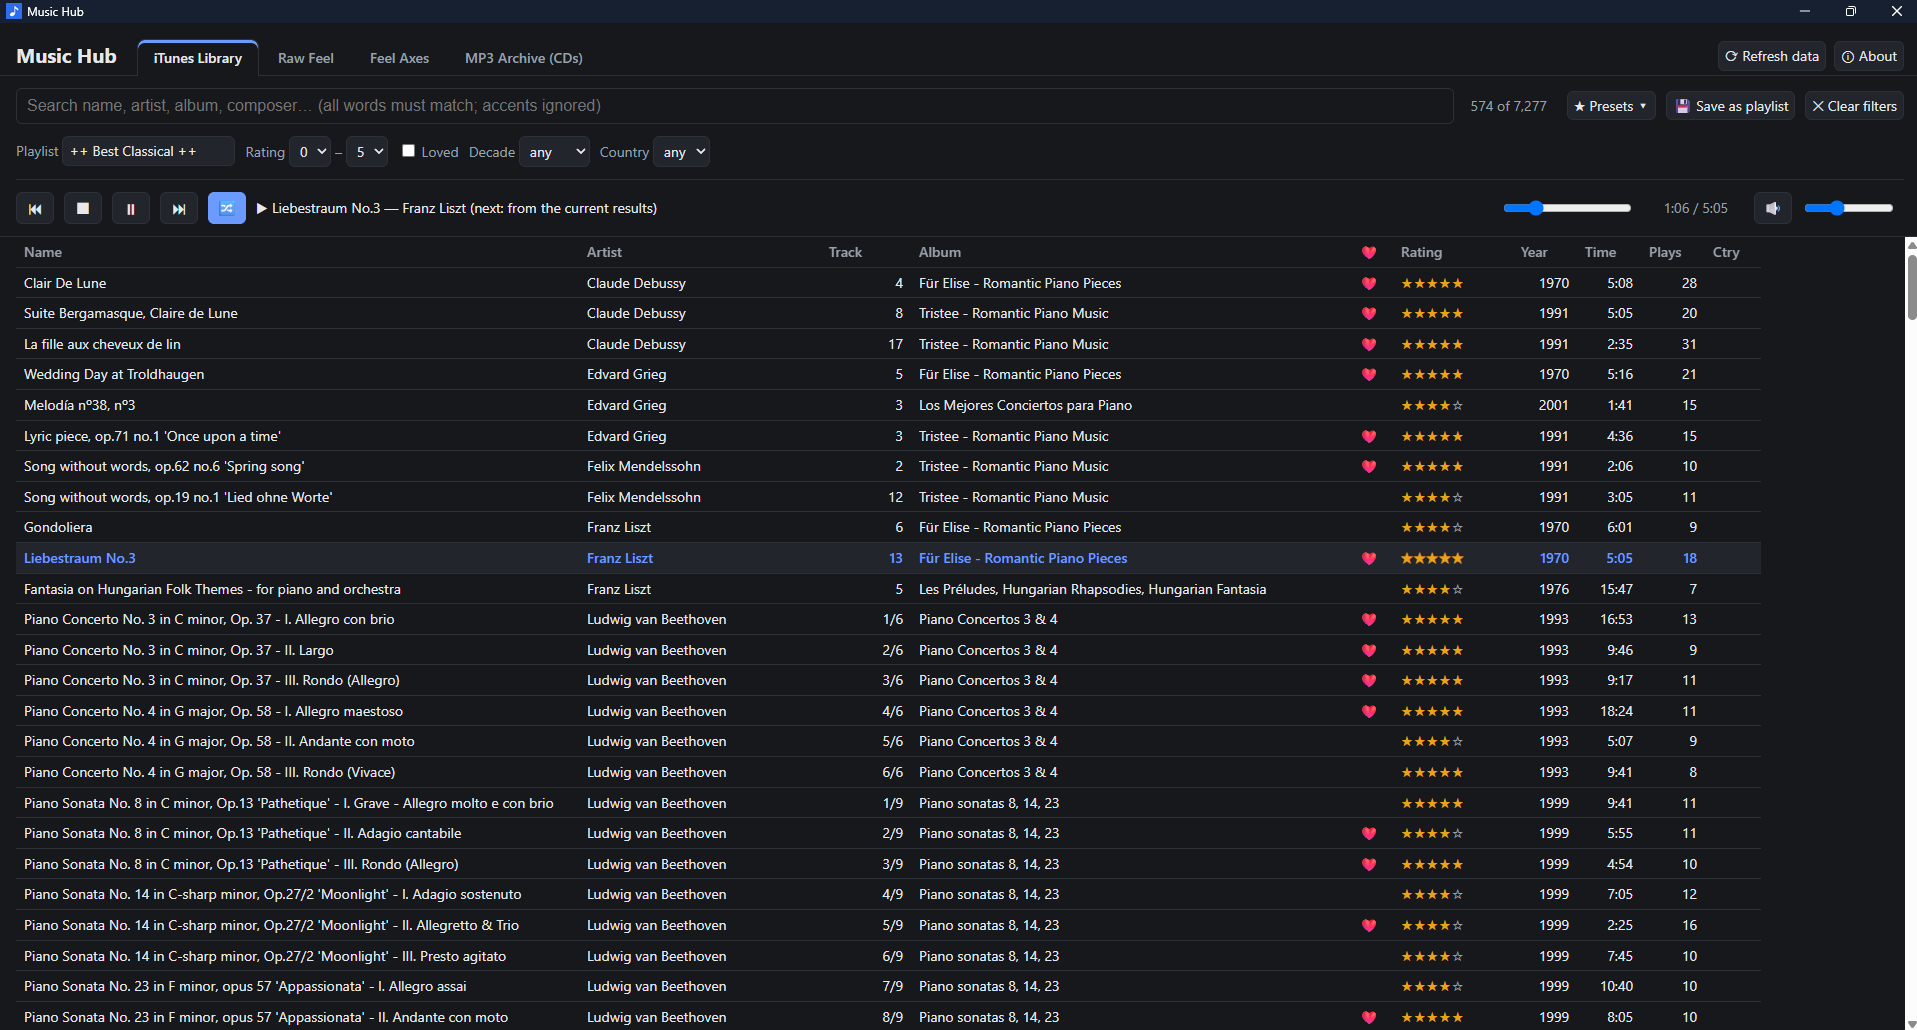 Music Hub
Music Hub iTunes Library Raw Feel Feel Axes MP3 Archive (CDs) ⟳ Refresh data ⓘ About
Search name, artist, album, composer… (all words must match; accents ignored) 574 of 7,277 ★ Presets ▾ 💾 Save as playlist ✕ Clear filters
Playlist ++ Best Classical ++ Rating 0 – 5 Loved Decade any Country any
▶ Liebestraum No.3 — Franz Liszt (next: from the current results) 1:06 / 5:05
Name Artist Track Album ❤ Rating Year Time Plays Ctry
Clair De Lune Claude Debussy 4 Für Elise - Romantic Piano Pieces ❤ ★★★★★ 1970 5:08 28
Suite Bergamasque, Claire de Lune Claude Debussy 8 Tristee - Romantic Piano Music ❤ ★★★★★ 1991 5:05 20
La fille aux cheveux de lin Claude Debussy 17 Tristee - Romantic Piano Music ❤ ★★★★★ 1991 2:35 31
Wedding Day at Troldhaugen Edvard Grieg 5 Für Elise - Romantic Piano Pieces ❤ ★★★★★ 1970 5:16 21
Melodía nº38, nº3 Edvard Grieg 3 Los Mejores Conciertos para Piano ★★★★☆ 2001 1:41 15
Lyric piece, op.71 no.1 'Once upon a time' Edvard Grieg 3 Tristee - Romantic Piano Music ❤ ★★★★★ 1991 4:36 15
Song without words, op.62 no.6 'Spring song' Felix Mendelssohn 2 Tristee - Romantic Piano Music ❤ ★★★★★ 1991 2:06 10
Song without words, op.19 no.1 'Lied ohne Worte' Felix Mendelssohn 12 Tristee - Romantic Piano Music ★★★★☆ 1991 3:05 11
Gondoliera Franz Liszt 6 Für Elise - Romantic Piano Pieces ★★★★☆ 1970 6:01 9
Liebestraum No.3 Franz Liszt 13 Für Elise - Romantic Piano Pieces ❤ ★★★★★ 1970 5:05 18
Fantasia on Hungarian Folk Themes - for piano and orchestra Franz Liszt 5 Les Préludes, Hungarian Rhapsodies, Hungarian Fantasia ★★★★☆ 1976 15:47 7
Piano Concerto No. 3 in C minor, Op. 37 - I. Allegro con brio Ludwig van Beethoven 1/6 Piano Concertos 3 & 4 ❤ ★★★★★ 1993 16:53 13
Piano Concerto No. 3 in C minor, Op. 37 - II. Largo Ludwig van Beethoven 2/6 Piano Concertos 3 & 4 ❤ ★★★★★ 1993 9:46 9
Piano Concerto No. 3 in C minor, Op. 37 - III. Rondo (Allegro) Ludwig van Beethoven 3/6 Piano Concertos 3 & 4 ❤ ★★★★★ 1993 9:17 11
Piano Concerto No. 4 in G major, Op. 58 - I. Allegro maestoso Ludwig van Beethoven 4/6 Piano Concertos 3 & 4 ❤ ★★★★★ 1993 18:24 11
Piano Concerto No. 4 in G major, Op. 58 - II. Andante con moto Ludwig van Beethoven 5/6 Piano Concertos 3 & 4 ★★★★☆ 1993 5:07 9
Piano Concerto No. 4 in G major, Op. 58 - III. Rondo (Vivace) Ludwig van Beethoven 6/6 Piano Concertos 3 & 4 ★★★★★ 1993 9:41 8
Piano Sonata No. 8 in C minor, Op.13 'Pathetique' - I. Grave - Allegro molto e con brio Ludwig van Beethoven 1/9 Piano sonatas 8, 14, 23 ★★★★★ 1999 9:41 11
Piano Sonata No. 8 in C minor, Op.13 'Pathetique' - II. Adagio cantabile Ludwig van Beethoven 2/9 Piano sonatas 8, 14, 23 ❤ ★★★★☆ 1999 5:55 11
Piano Sonata No. 8 in C minor, Op.13 'Pathetique' - III. Rondo (Allegro) Ludwig van Beethoven 3/9 Piano sonatas 8, 14, 23 ❤ ★★★★★ 1999 4:54 10
Piano Sonata No. 14 in C-sharp minor, Op.27/2 'Moonlight' - I. Adagio sostenuto Ludwig van Beethoven 4/9 Piano sonatas 8, 14, 23 ★★★★☆ 1999 7:05 12
Piano Sonata No. 14 in C-sharp minor, Op.27/2 'Moonlight' - II. Allegretto & Trio Ludwig van Beethoven 5/9 Piano sonatas 8, 14, 23 ❤ ★★★★☆ 1999 2:25 16
Piano Sonata No. 14 in C-sharp minor, Op.27/2 'Moonlight' - III. Presto agitato Ludwig van Beethoven 6/9 Piano sonatas 8, 14, 23 ★★★★☆ 1999 7:45 10
Piano Sonata No. 23 in F minor, opus 57 'Appassionata' - I. Allegro assai Ludwig van Beethoven 7/9 Piano sonatas 8, 14, 23 ★★★★☆ 1999 10:40 10
Piano Sonata No. 23 in F minor, opus 57 'Appassionata' - II. Andante con moto Ludwig van Beethoven 8/9 Piano sonatas 8, 14, 23 ❤ ★★★★★ 1999 8:05 10